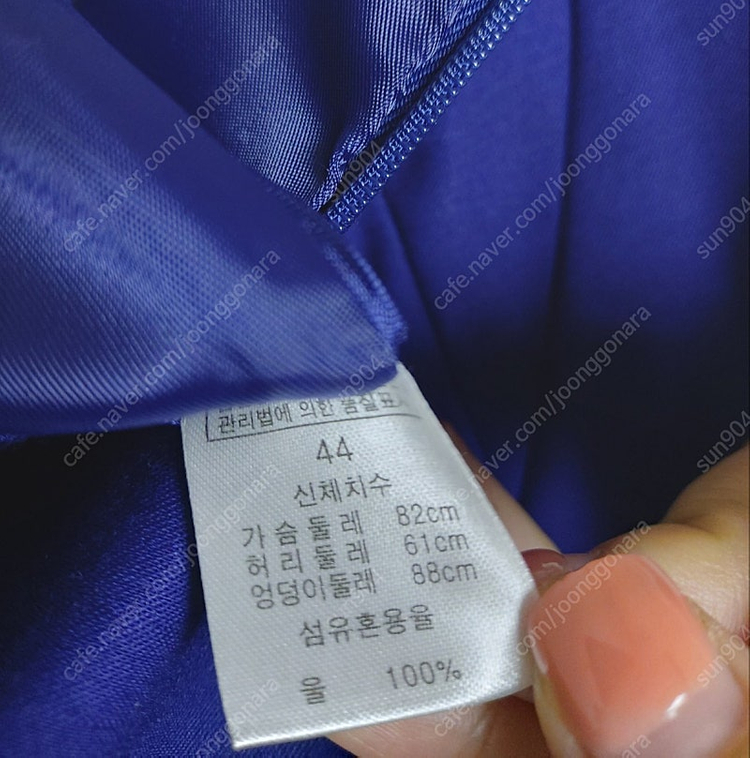 관리법에 의한 품질표
44
신체치수
가슴둘레 82cm
허리둘레 61cm
엉덩이둘레 88cm
섬유혼용율
울 100%
cafe.naver.com/joonggonara
sun904